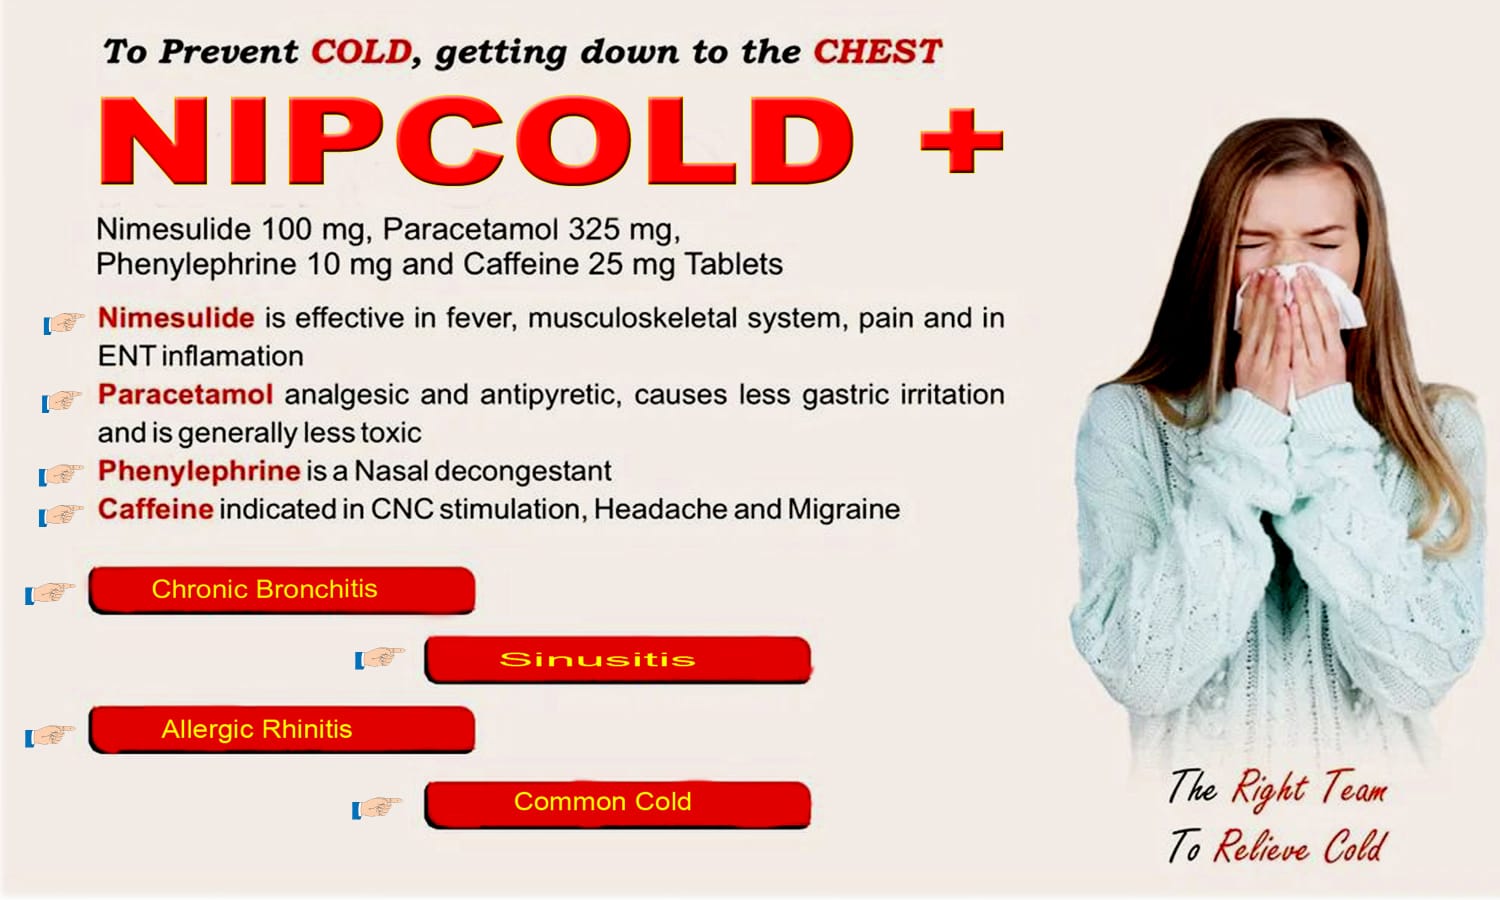 To Prevent COLD, getting down to the CHEST
NIPCOLD +
Nimesulide 100 mg, Paracetamol 325 mg,
Phenylephrine 10 mg and Caffeine 25 mg Tablets
Nimesulide is effective in fever, musculoskeletal system, pain and in
ENT inflamation
Paracetamol analgesic and antipyretic, causes less gastric irritation
and is generally less toxic
Phenylephrine is a Nasal decongestant
Caffeine indicated in CNC stimulation, Headache and Migraine
Chronic Bronchitis
Sinusitis
Allergic Rhinitis
Common Cold
The Right Team
To Relieve Cold